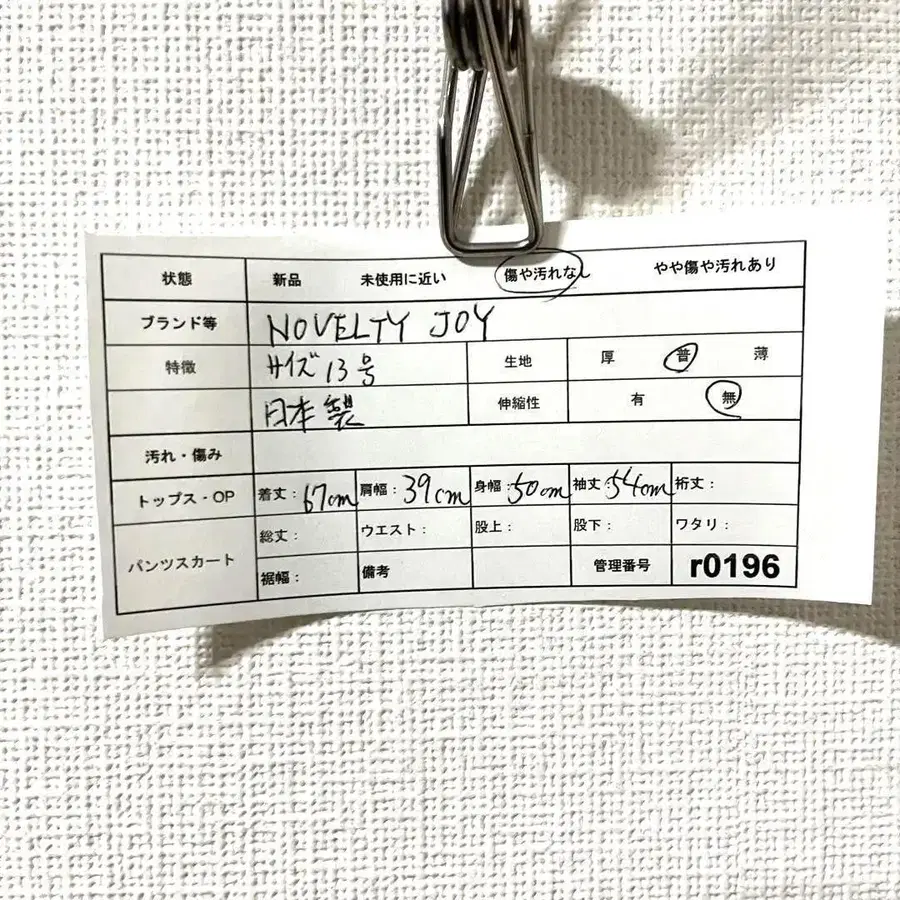 状態 新品 未使用に近い 傷や汚れなし やや傷や汚れあり
ブランド等 NOVELTY JOY
特徴 サイズ13号 生地 厚 普 薄
日本製 伸縮性 有 無
汚れ・傷み
トップス・OP 着丈:67cm 肩幅:39cm 身幅:50cm 袖丈:54cm 裄丈:
パンツスカート 総丈: ウエスト: 股上: 股下: ワタリ:
裾幅: 備考 管理番号 r0196